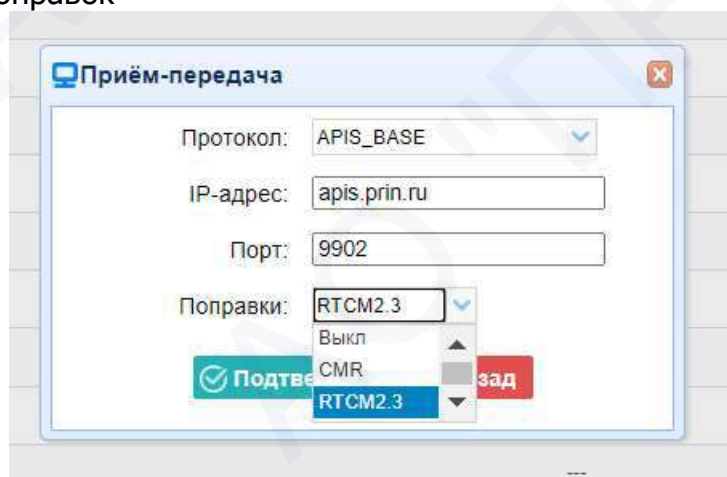 Приём-передача
Протокол: APIS_BASE
IP-адрес: apis.prin.ru
Порт: 9902
Поправки: RTCM2.3
Выкл
CMR
RTCM2.3
---